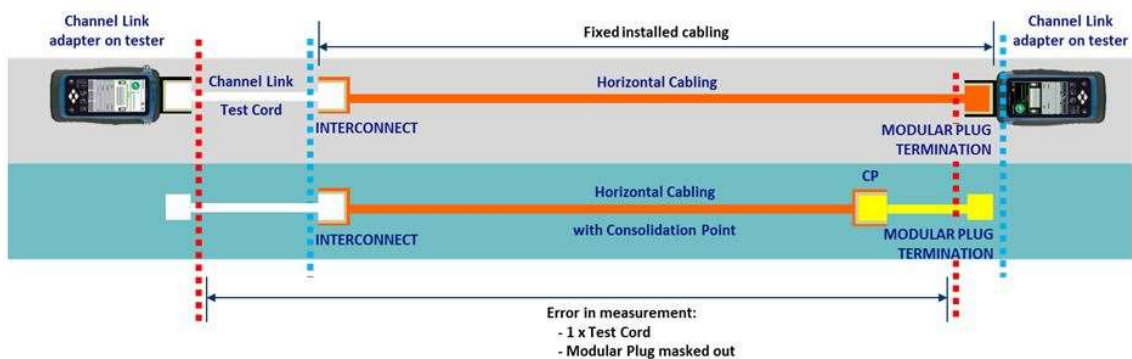 Channel Link
adapter on tester
Fixed installed cabling
Channel Link
adapter on tester
Channel Link
Test Cord
Horizontal Cabling
INTERCONNECT
MODULAR PLUG
TERMINATION
CP
Horizontal Cabling
with Consolidation Point
INTERCONNECT
MODULAR PLUG
TERMINATION
Error in measurement:
- 1 x Test Cord
- Modular Plug masked out